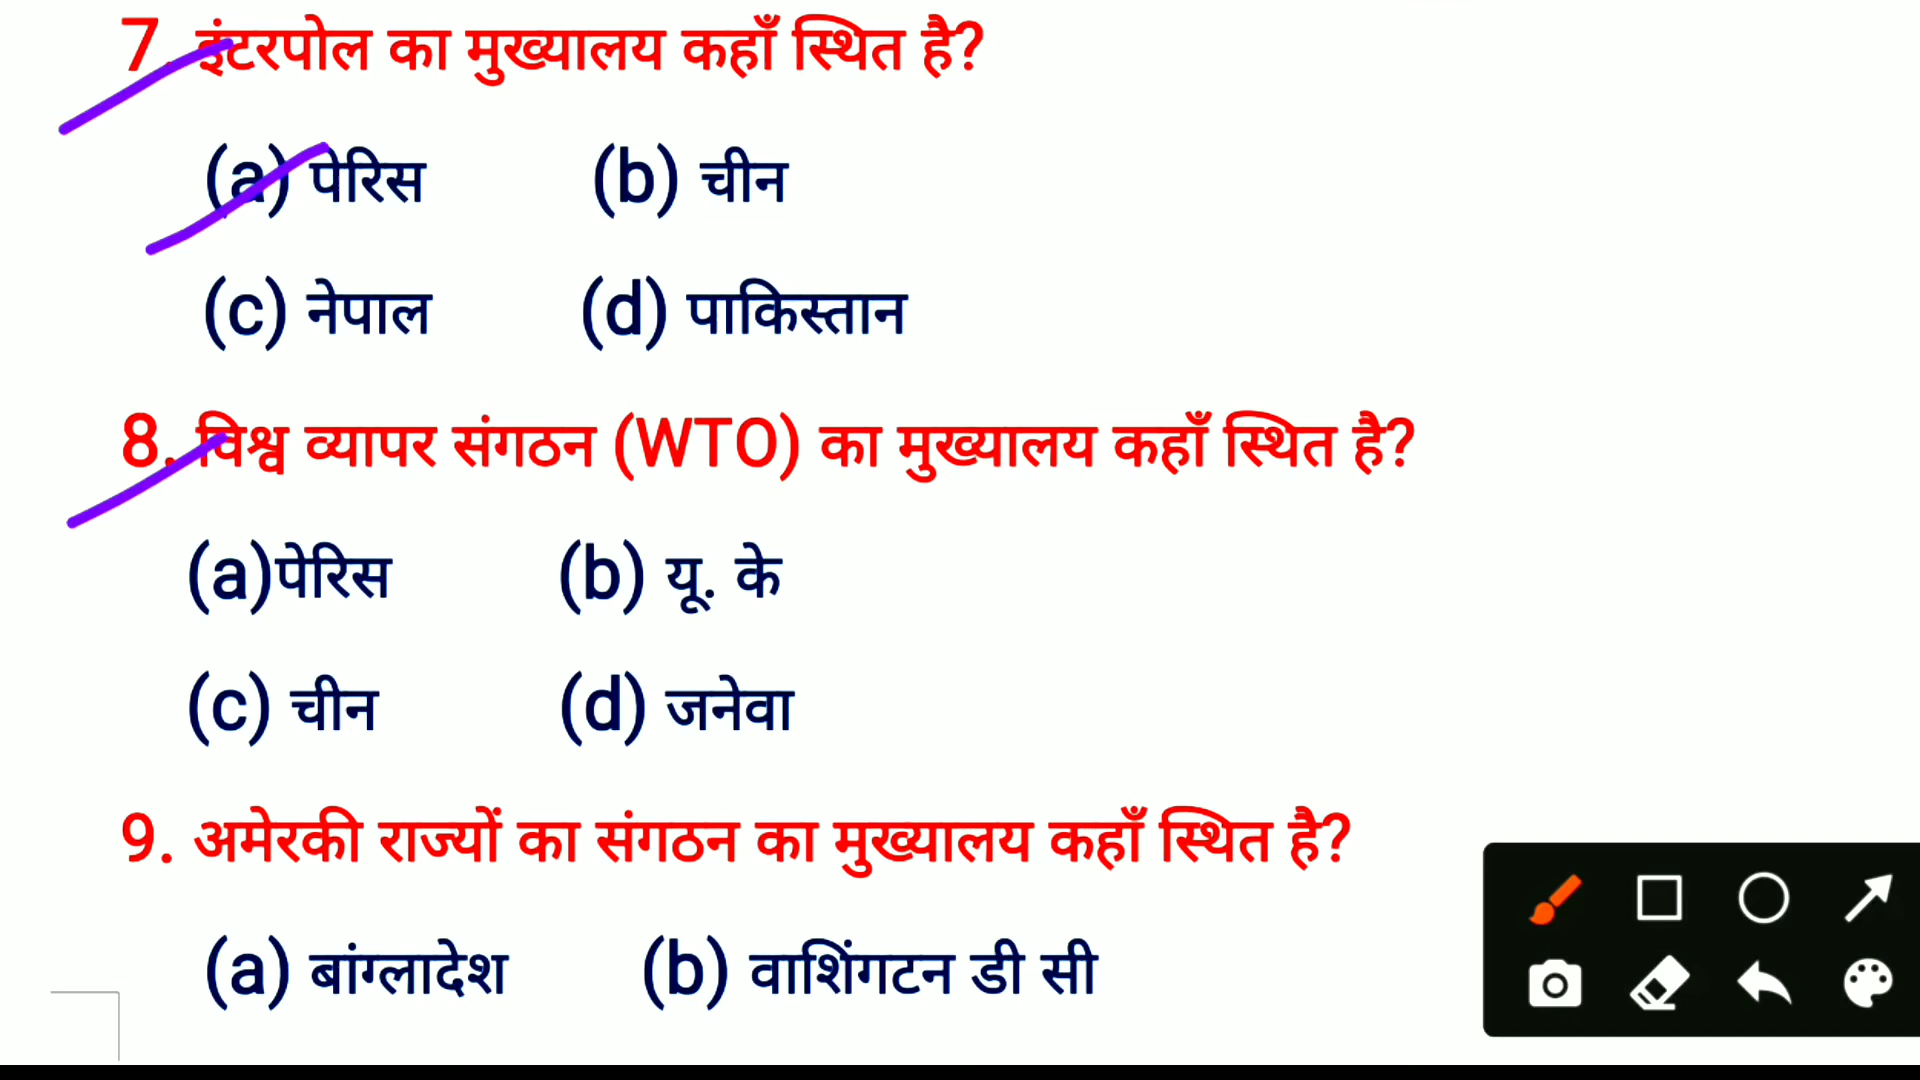 7. इंटरपोल का मुख्यालय कहाँ स्थित है?
(a) पेरिस (b) चीन
(c) नेपाल (d) पाकिस्तान
8. विश्व व्यापर संगठन (WTO) का मुख्यालय कहाँ स्थित है?
(a)पेरिस (b) यू. के
(c) चीन (d) जनेवा
9. अमेरकी राज्यों का संगठन का मुख्यालय कहाँ स्थित है?
(a) बांग्लादेश (b) वाशिंगटन डी सी